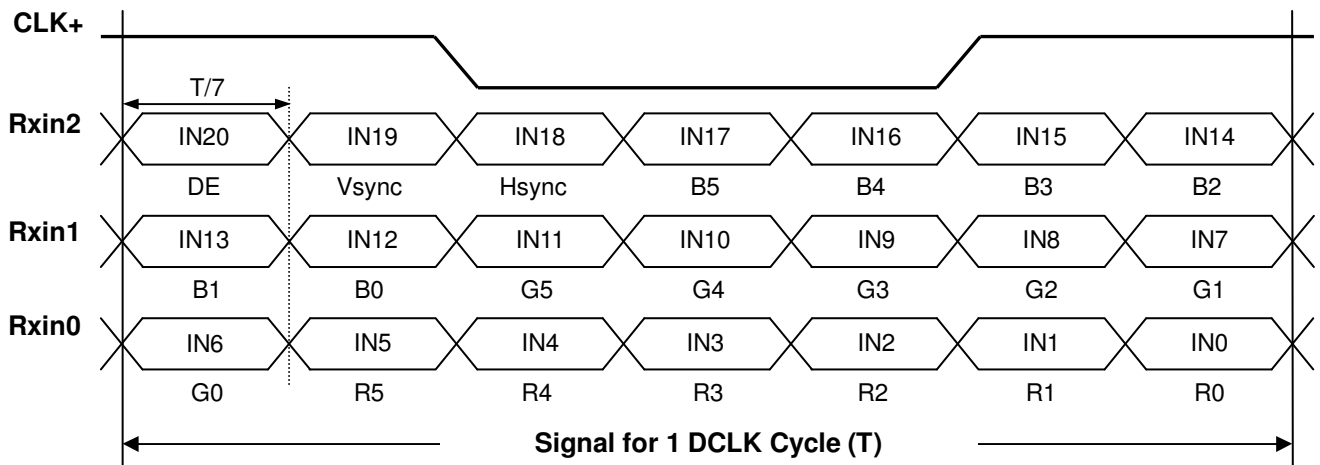 CLK+
T/7
Rxin2 IN20 IN19 IN18 IN17 IN16 IN15 IN14
DE Vsync Hsync B5 B4 B3 B2
Rxin1 IN13 IN12 IN11 IN10 IN9 IN8 IN7
B1 B0 G5 G4 G3 G2 G1
Rxin0 IN6 IN5 IN4 IN3 IN2 IN1 IN0
G0 R5 R4 R3 R2 R1 R0
Signal for 1 DCLK Cycle (T)